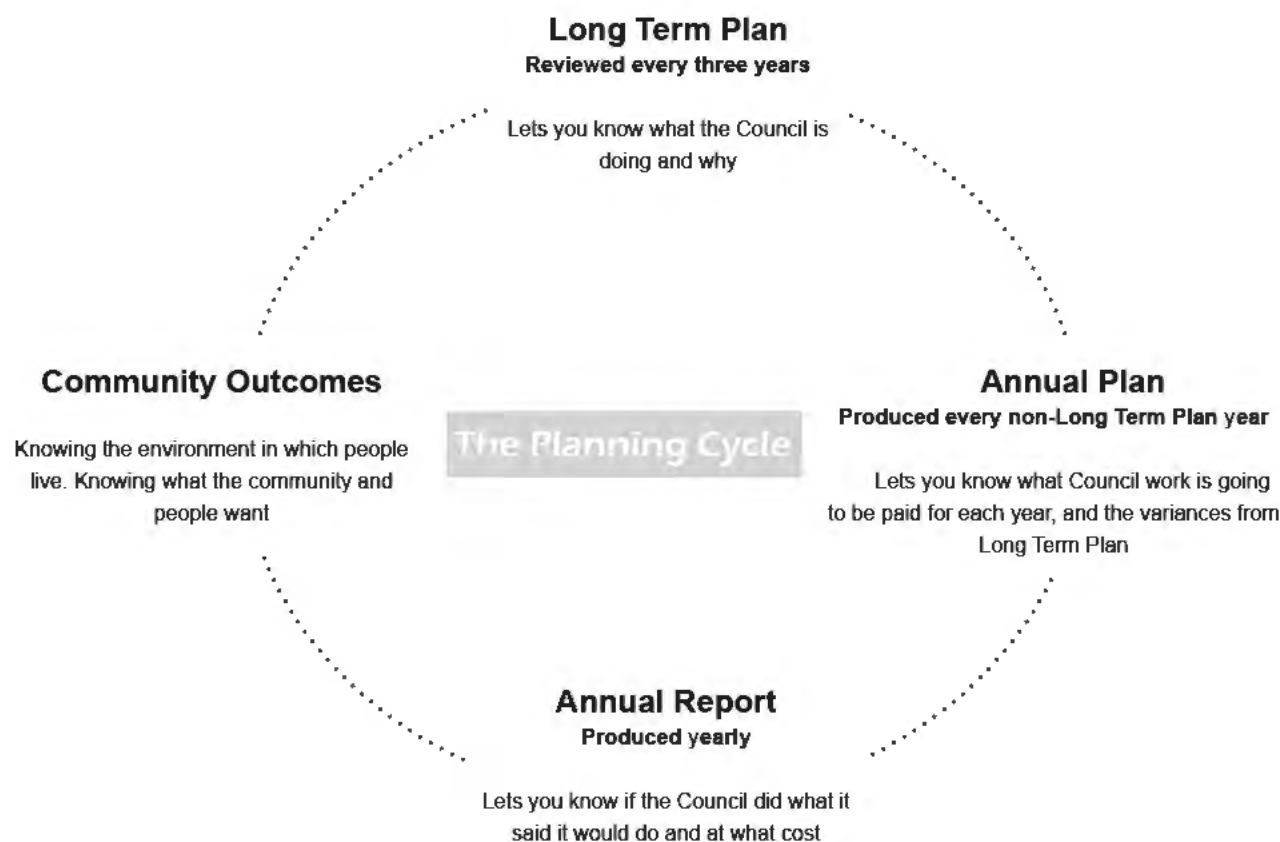 Long Term Plan
Reviewed every three years
Lets you know what the Council is
doing and why
Community Outcomes
Knowing the environment in which people
live. Knowing what the community and
people want
The Planning Cycle
Annual Plan
Produced every non-Long Term Plan year
Lets you know what Council work is going
to be paid for each year, and the variances from
Long Term Plan
Annual Report
Produced yearly
Lets you know if the Council did what it
said it would do and at what cost